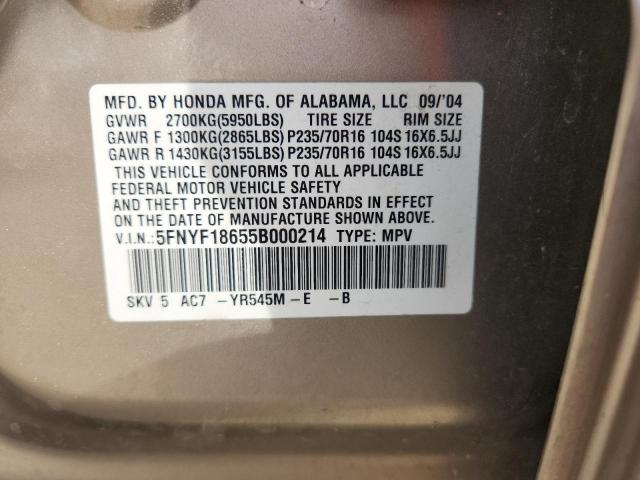 MFD. BY HONDA MFG. OF ALABAMA, LLC 09/'04
GVWR 2700KG(5950LBS) TIRE SIZE RIM SIZE
GAWR F 1300KG(2865LBS) P235/70R16 104S 16X6.5JJ
GAWR R 1430KG(3155LBS) P235/70R16 104S 16X6.5JJ
THIS VEHICLE CONFORMS TO ALL APPLICABLE
FEDERAL MOTOR VEHICLE SAFETY
AND THEFT PREVENTION STANDARDS IN EFFECT
ON THE DATE OF MANUFACTURE SHOWN ABOVE.
V.I.N.: 5FNYF18655B000214 TYPE: MPV
SKV 5 AC7 -YR545M-E -B